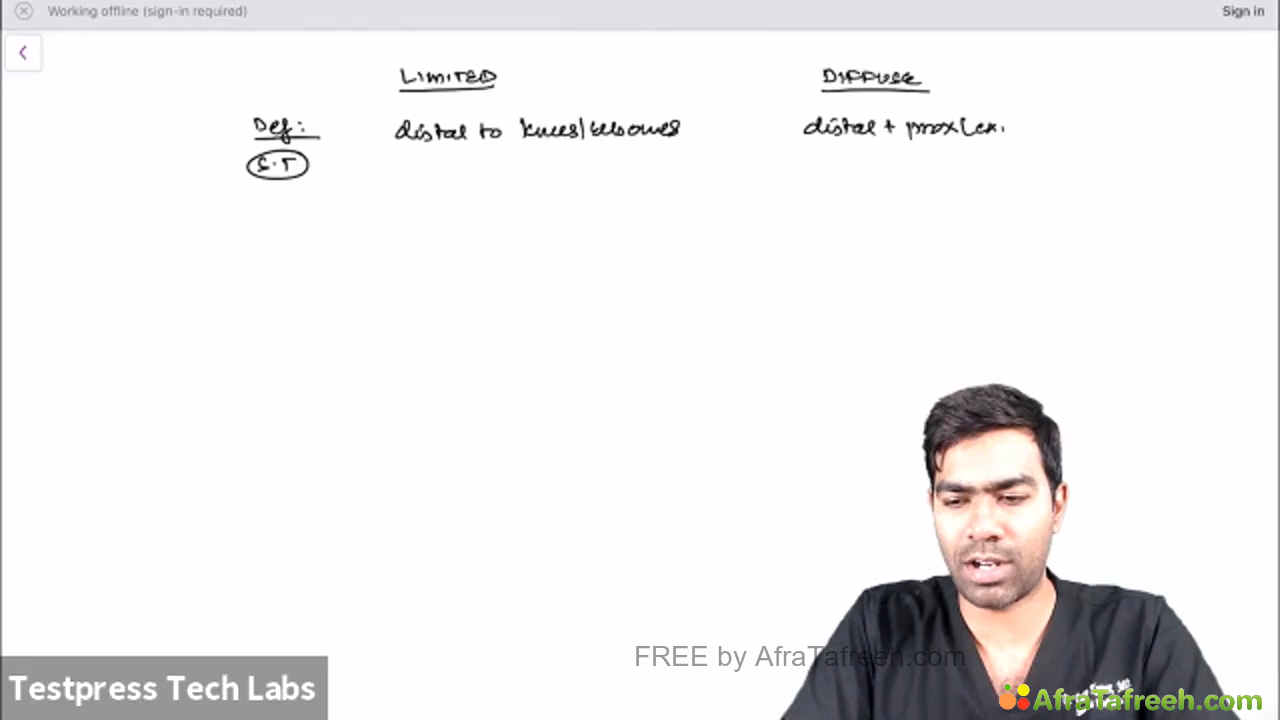 Working offline (sign-in required)
Sign in
LIMITED
DIFFUSE
Def:
distal to knees/elbows
distal + prox(ex.
S.T
FREE by AfraTafreeh.com
Testpress Tech Labs
AfraTafreeh.com